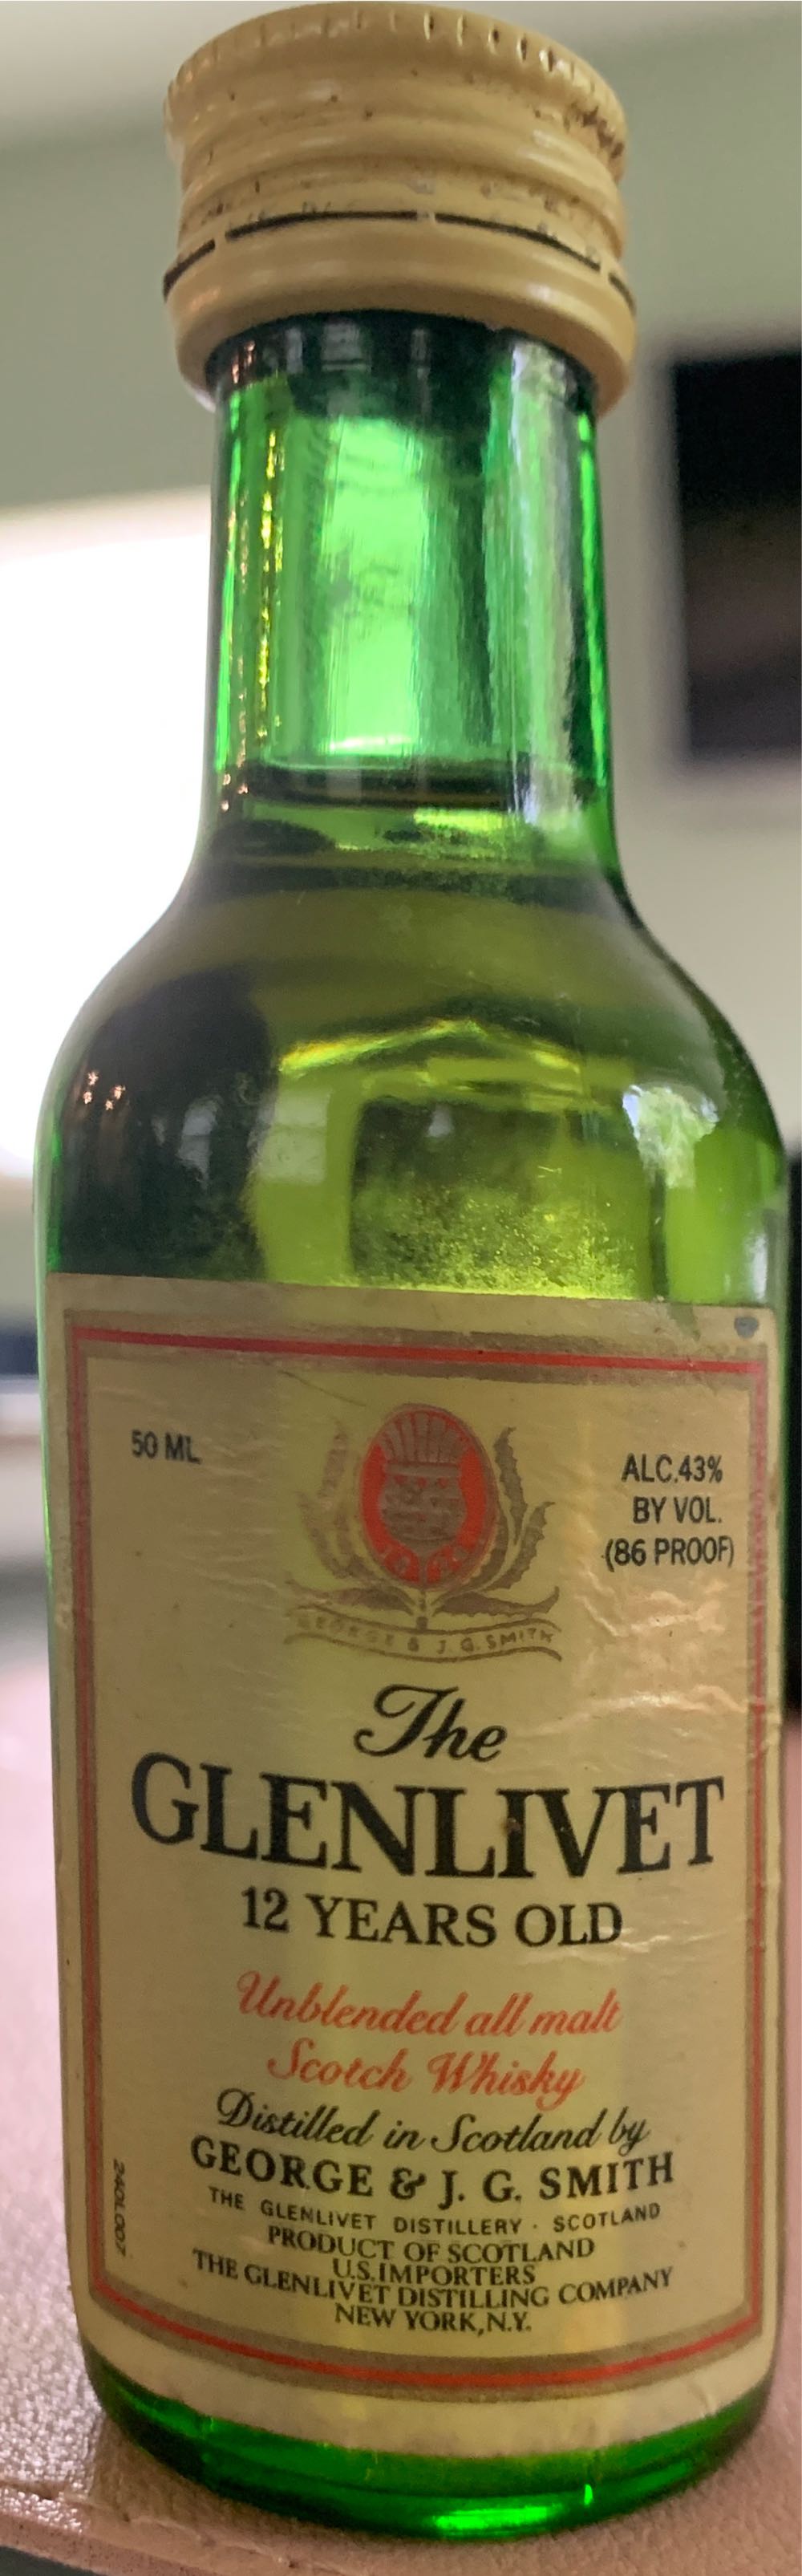 50 ML
ALC.43%
BY VOL.
(86 PROOF)
GEORGE & J.G. SMITH
The
GLENLIVET
12 YEARS OLD
Unblended all malt
Scotch Whisky
Distilled in Scotland by
GEORGE & J. G. SMITH
THE GLENLIVET DISTILLERY · SCOTLAND
PRODUCT OF SCOTLAND
U.S.IMPORTERS
THE GLENLIVET DISTILLING COMPANY
NEW YORK,N.Y.
240L007